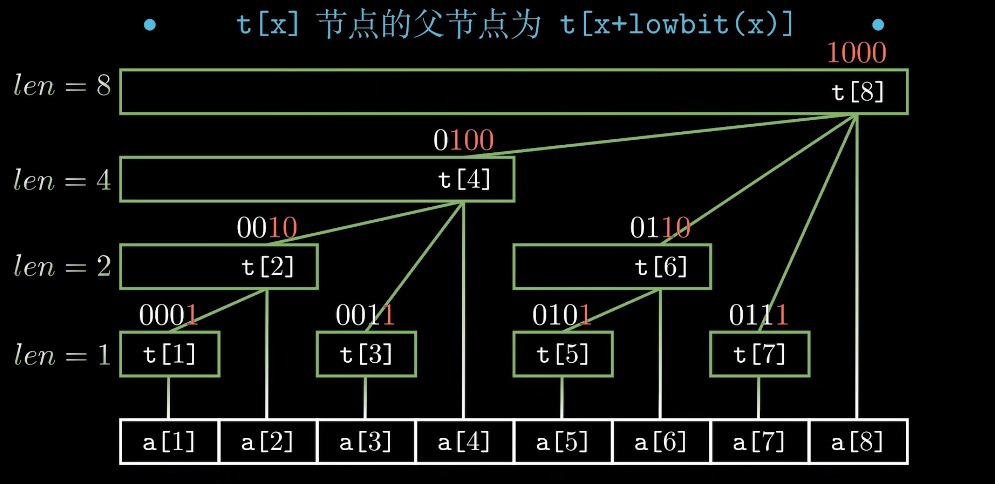 • t[x] 节点的父节点为 t[x+lowbit(x)] •
1000
len = 8 t[8]
0100
len = 4 t[4]
0010 0110
len = 2 t[2] t[6]
0001 0011 0101 0111
len = 1 t[1] t[3] t[5] t[7]
a[1] a[2] a[3] a[4] a[5] a[6] a[7] a[8]